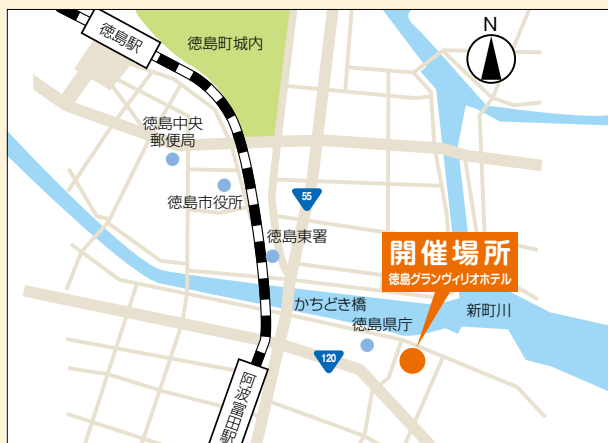 徳島駅
徳島町城内
N
徳島中央
郵便局
徳島市役所
55
徳島東署
開催場所
徳島グランヴィリオホテル
かちどき橋
新町川
徳島県庁
120
阿波富田駅